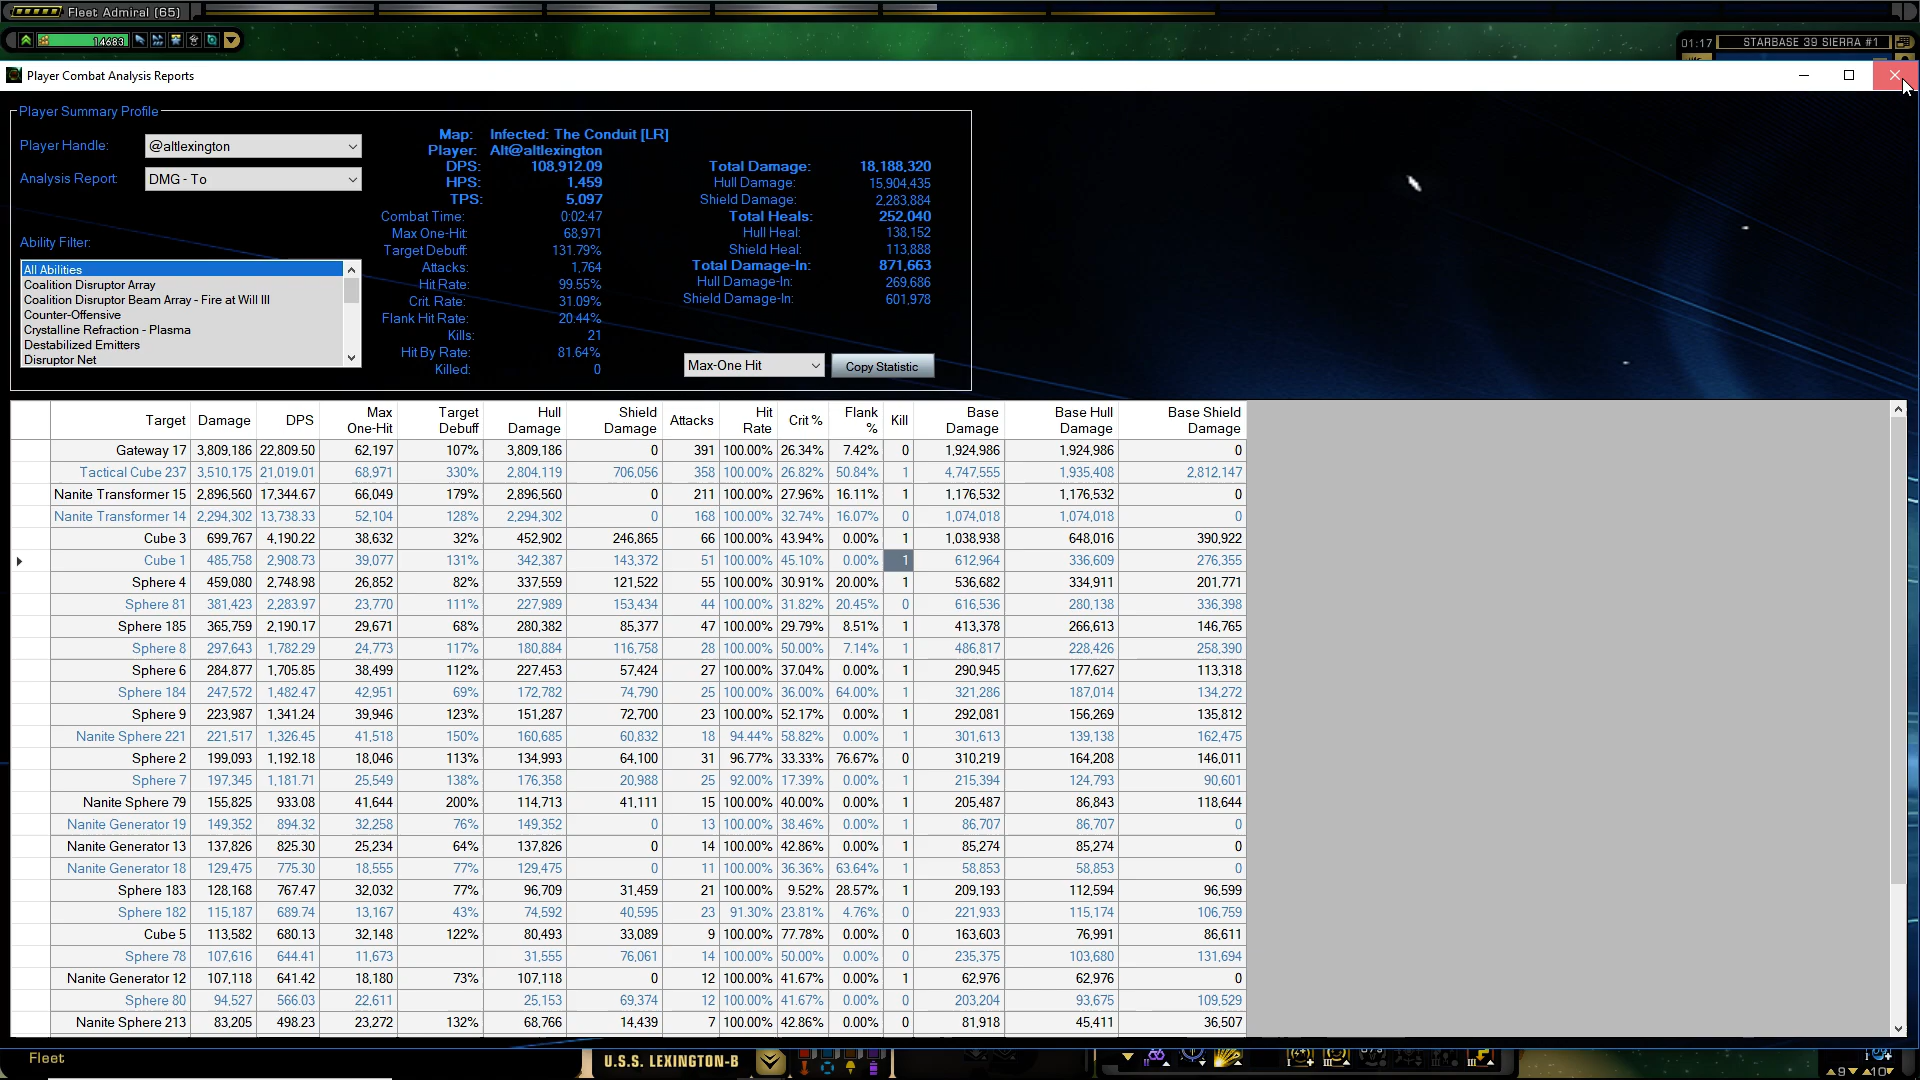 Fleet Admiral (65)
14683
01:17 STARBASE 39 SIERRA #1
Player Combat Analysis Reports
Player Summary Profile
Player Handle: @altlexington
Analysis Report: DMG - To
Ability Filter:
All Abilities
Coalition Disruptor Array
Coalition Disruptor Beam Array - Fire at Will III
Counter-Offensive
Crystalline Refraction - Plasma
Destabilized Emitters
Disruptor Net
Map: Infected: The Conduit [LR]
Player: Alt@altlexington
DPS: 108,912.09
HPS: 1,459
TPS: 5,097
Combat Time: 0:02:47
Max One-Hit: 68,971
Target Debuff: 131.79%
Attacks: 1,764
Hit Rate: 99.55%
Crit. Rate: 31.09%
Flank Hit Rate: 20.44%
Kills: 21
Hit By Rate: 81.64%
Killed: 0
Total Damage: 18,188,320
Hull Damage: 15,904,435
Shield Damage: 2,283,884
Total Heals: 252,040
Hull Heal: 138,152
Shield Heal: 113,888
Total Damage-In: 871,663
Hull Damage-In: 269,686
Shield Damage-In: 601,978
Max-One Hit Copy Statistic
Target Damage DPS Max One-Hit Target Debuff Hull Damage Shield Damage Attacks Hit Rate Crit % Flank % Kill Base Damage Base Hull Damage Base Shield Damage
Gateway 17 3,809,186 22,809.50 62,197 107% 3,809,186 0 391 100.00% 26.34% 7.42% 0 1,924,986 1,924,986 0
Tactical Cube 237 3,510,175 21,019.01 68,971 330% 2,804,119 706,056 358 100.00% 26.82% 50.84% 1 4,747,555 1,935,408 2,812,147
Nanite Transformer 15 2,896,560 17,344.67 66,049 179% 2,896,560 0 211 100.00% 27.96% 16.11% 1 1,176,532 1,176,532 0
Nanite Transformer 14 2,294,302 13,738.33 52,104 128% 2,294,302 0 168 100.00% 32.74% 16.07% 0 1,074,018 1,074,018 0
Cube 3 699,767 4,190.22 38,632 32% 452,902 246,865 66 100.00% 43.94% 0.00% 1 1,038,938 648,016 390,922
Cube 1 485,758 2,908.73 39,077 131% 342,387 143,372 51 100.00% 45.10% 0.00% 1 612,964 336,609 276,355
Sphere 4 459,080 2,748.98 26,852 82% 337,559 121,522 55 100.00% 30.91% 20.00% 1 536,682 334,911 201,771
Sphere 81 381,423 2,283.97 23,770 111% 227,989 153,434 44 100.00% 31.82% 20.45% 0 616,536 280,138 336,398
Sphere 185 365,759 2,190.17 29,671 68% 280,382 85,377 47 100.00% 29.79% 8.51% 1 413,378 266,613 146,765
Sphere 8 297,643 1,782.29 24,773 117% 180,884 116,758 28 100.00% 50.00% 7.14% 1 486,817 228,426 258,390
Sphere 6 284,877 1,705.85 38,499 112% 227,453 57,424 27 100.00% 37.04% 0.00% 1 290,945 177,627 113,318
Sphere 184 247,572 1,482.47 42,951 69% 172,782 74,790 25 100.00% 36.00% 64.00% 1 321,286 187,014 134,272
Sphere 9 223,987 1,341.24 39,946 123% 151,287 72,700 23 100.00% 52.17% 0.00% 1 292,081 156,269 135,812
Nanite Sphere 221 221,517 1,326.45 41,518 150% 160,685 60,832 18 94.44% 58.82% 0.00% 1 301,613 139,138 162,475
Sphere 2 199,093 1,192.18 18,046 113% 134,993 64,100 31 96.77% 33.33% 76.67% 0 310,219 164,208 146,011
Sphere 7 197,345 1,181.71 25,549 138% 176,358 20,988 25 92.00% 17.39% 0.00% 1 215,394 124,793 90,601
Nanite Sphere 79 155,825 933.08 41,644 200% 114,713 41,111 15 100.00% 40.00% 0.00% 1 205,487 86,843 118,644
Nanite Generator 19 149,352 894.32 32,258 76% 149,352 0 13 100.00% 38.46% 0.00% 1 86,707 86,707 0
Nanite Generator 13 137,826 825.30 25,234 64% 137,826 0 14 100.00% 42.86% 0.00% 1 85,274 85,274 0
Nanite Generator 18 129,475 775.30 18,555 77% 129,475 0 11 100.00% 36.36% 63.64% 1 58,853 58,853 0
Sphere 183 128,168 767.47 32,032 77% 96,709 31,459 21 100.00% 9.52% 28.57% 1 209,193 112,594 96,599
Sphere 182 115,187 689.74 13,167 43% 74,592 40,595 23 91.30% 23.81% 4.76% 0 221,933 115,174 106,759
Cube 5 113,582 680.13 32,148 122% 80,493 33,089 9 100.00% 77.78% 0.00% 0 163,603 76,991 86,611
Sphere 78 107,616 644.41 11,673 31,555 76,061 14 100.00% 50.00% 0.00% 0 235,375 103,680 131,694
Nanite Generator 12 107,118 641.42 18,180 73% 107,118 0 12 100.00% 41.67% 0.00% 1 62,976 62,976 0
Sphere 80 94,527 566.03 22,611 25,153 69,374 12 100.00% 41.67% 0.00% 0 203,204 93,675 109,529
Nanite Sphere 213 83,205 498.23 23,272 132% 68,766 14,439 7 100.00% 42.86% 0.00% 0 81,918 45,411 36,507
Fleet
U.S.S. LEXINGTON-B
9 10